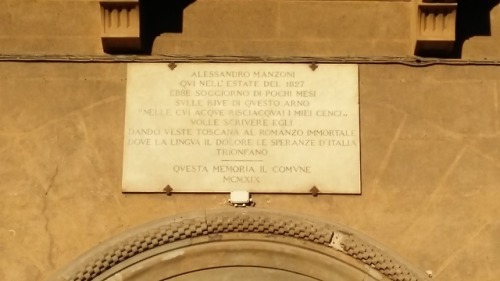 ALESSANDRO MANZONI
QVI NELL'ESTATE DEL 1827
EBBE SOGGIORNO DI POCHI MESI
SVLLE RIVE DI QVESTO ARNO
"NELLE CVI ACQVE RISCIACQVAI I MIEI CENCI"
VOLLE SCRIVERE EGLI
DANDO VESTE TOSCANA AL ROMANZO IMMORTALE
DOVE LA LINGVA IL DOLORE LE SPERANZE D'ITALIA
TRIONFANO
QVESTA MEMORIA IL COMVNE
MCMXIX